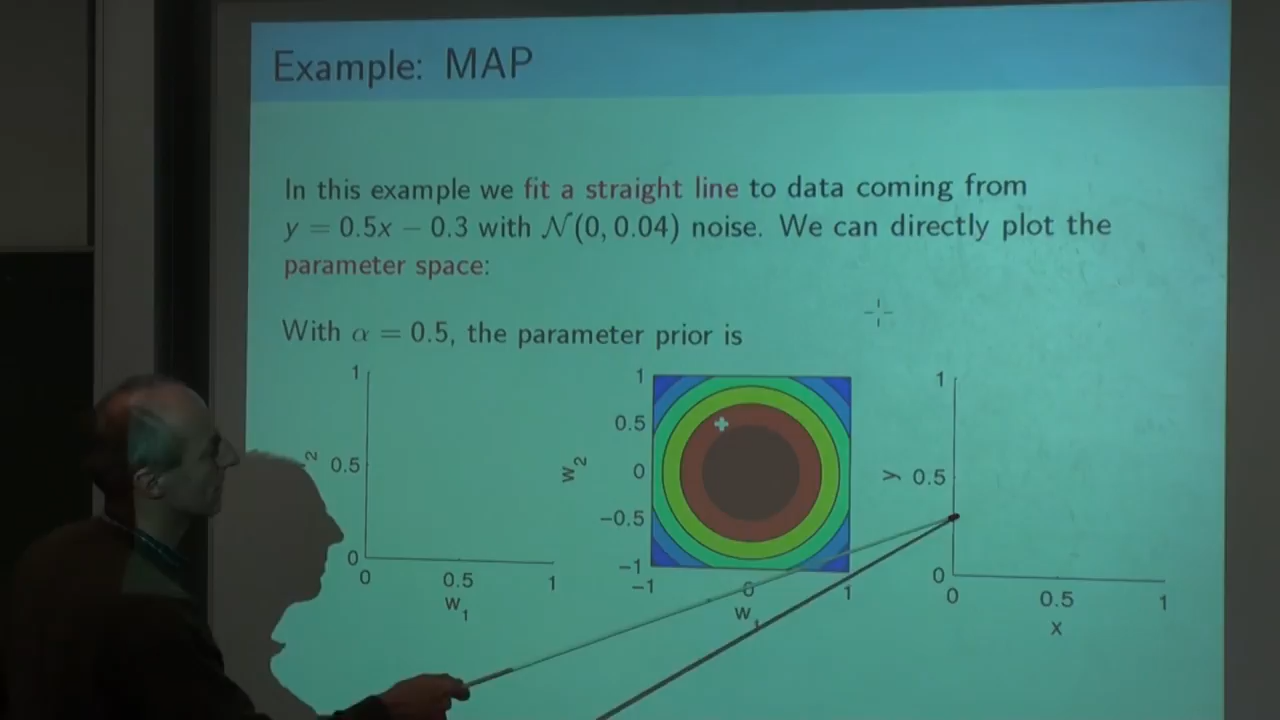 Example: MAP
In this example we fit a straight line to data coming from
y = 0.5x − 0.3 with 𝒩(0, 0.04) noise. We can directly plot the
parameter space:
With α = 0.5, the parameter prior is
1
0.5
0
2
0
0.5
1
w₁
1
0.5
0
−0.5
−1
w₂
−1
0
1
w₁
1
0.5
0
y
0
0.5
1
x